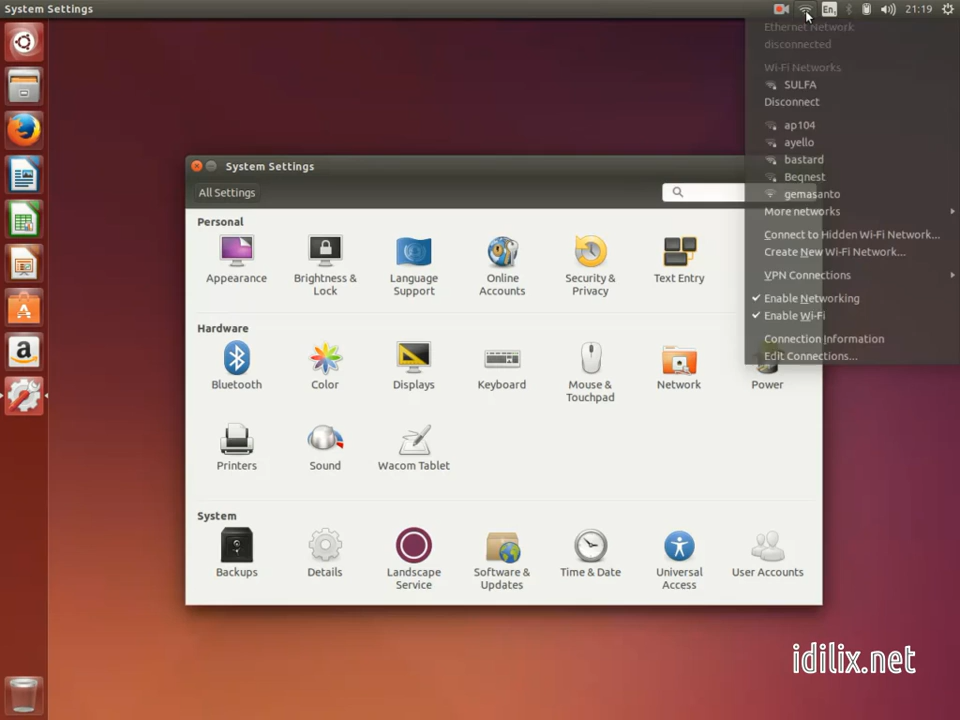 System Settings
En
21:19
Ethernet Network
disconnected
Wi-Fi Networks
SULFA
Disconnect
ap104
ayello
bastard
Beqnest
gemasanto
More networks
Connect to Hidden Wi-Fi Network...
Create New Wi-Fi Network...
VPN Connections
Enable Networking
Enable Wi-Fi
Connection Information
Edit Connections...
System Settings
All Settings
Personal
Appearance
Brightness &
Lock
Language
Support
Online
Accounts
Security &
Privacy
Text Entry
Hardware
Bluetooth
Color
Displays
Keyboard
Mouse &
Touchpad
Network
Power
Printers
Sound
Wacom Tablet
System
Backups
Details
Landscape
Service
Software &
Updates
Time & Date
Universal
Access
User Accounts
idilix.net